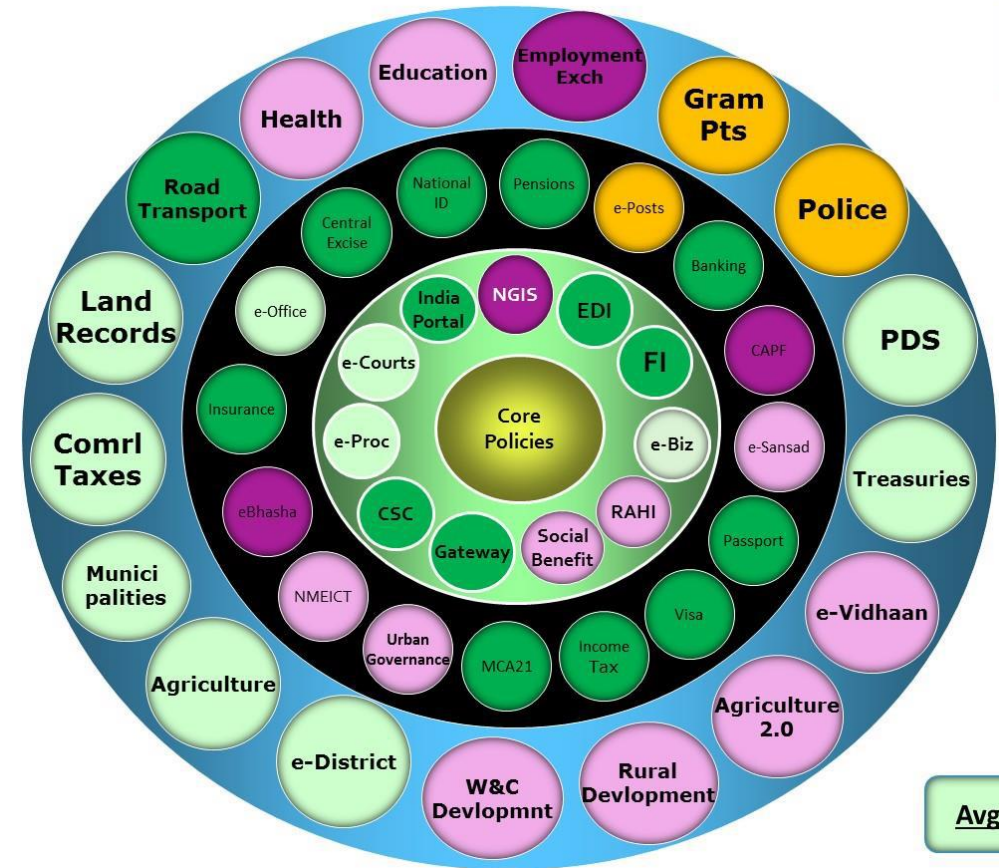 Education
Employment
Exch
Gram
Pts
Police
PDS
Treasuries
e-Vidhaan
Agriculture
2.0
Rural
Devlopment
W&C
Devlopmnt
e-District
Agriculture
Munici
palities
Comrl
Taxes
Land
Records
Road
Transport
Health
National
ID
Pensions
e-Posts
Banking
CAPF
e-Sansad
Passport
Visa
Income
Tax
MCA21
Urban
Governance
NMEICT
eBhasha
Insurance
e-Office
Central
Excise
India
Portal
NGIS
EDI
FI
e-Biz
RAHI
Social
Benefit
Gateway
CSC
e-Proc
e-Courts
Core
Policies
Avg